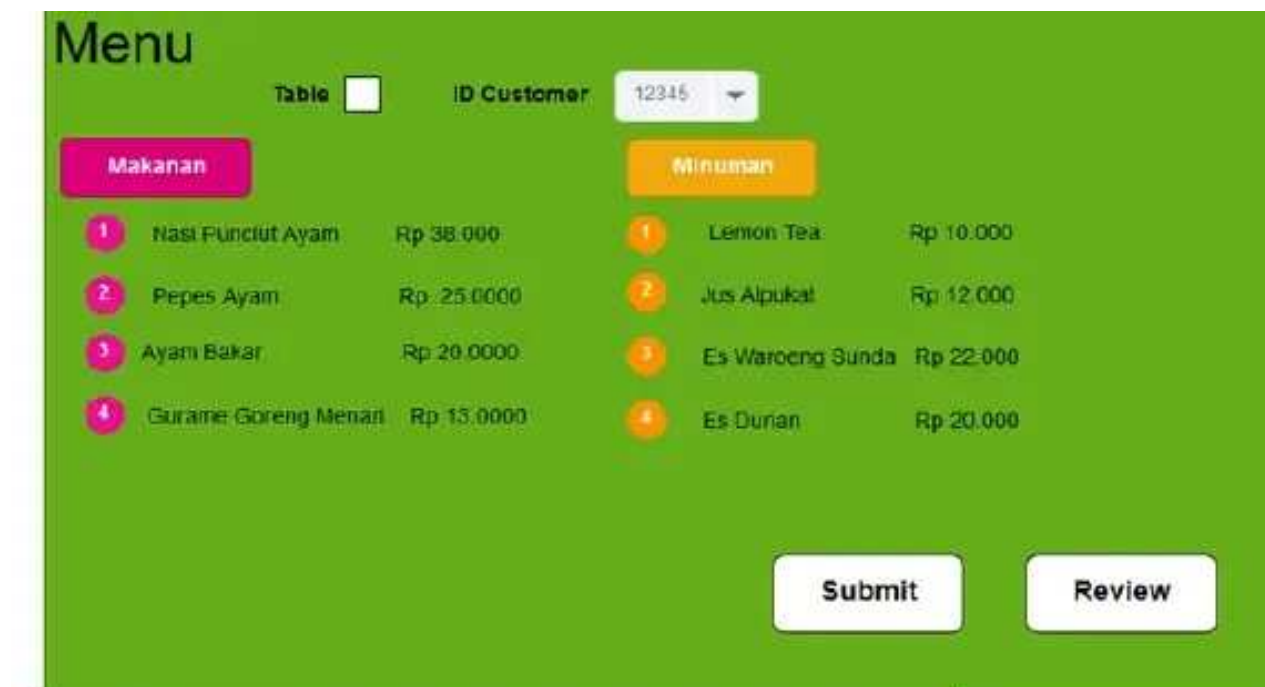 Menu
Table ID Customer 12345
Makanan Minuman
1 Nasi Punclut Ayam Rp 38.000 1 Lemon Tea Rp 10.000
2 Pepes Ayam Rp. 25.0000 2 Jus Alpukat Rp 12.000
3 Ayam Bakar Rp 20.0000 3 Es Waroeng Sunda Rp 22.000
4 Gurame Goreng Menari Rp 15.0000 4 Es Durian Rp 20.000
Submit Review